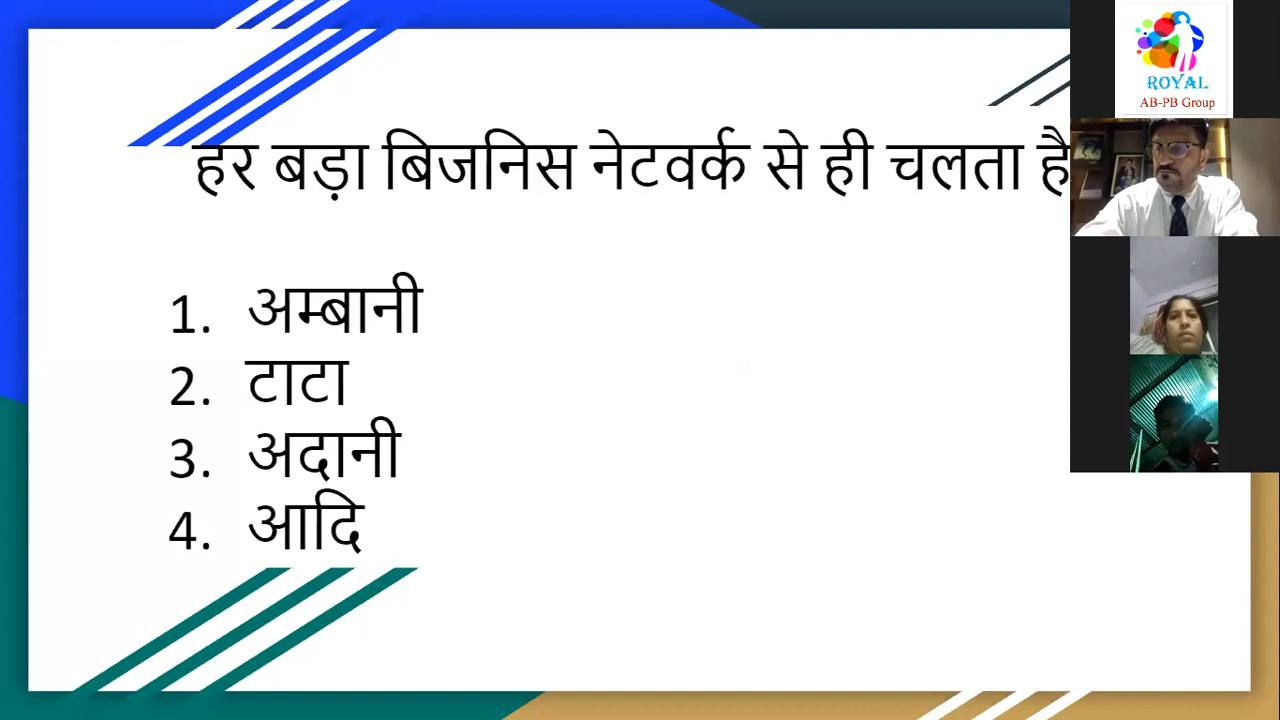 हर बड़ा बिजनिस नेटवर्क से ही चलता है
1. अम्बानी
2. टाटा
3. अदानी
4. आदि
ROYAL
AB-PB Group